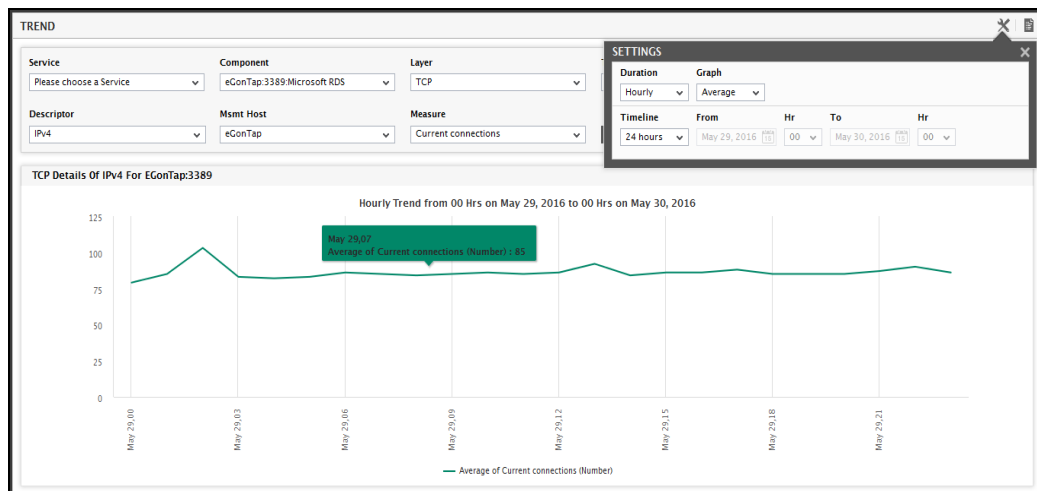 TREND
SETTINGS
Service
Component
Layer
Please choose a Service
eGonTap:3389:Microsoft RDS
TCP
Duration
Graph
Hourly
Average
Descriptor
Msmt Host
Measure
IPv4
eGonTap
Current connections
Timeline
From
Hr
To
Hr
24 hours
May 29, 2016
00
May 30, 2016
00
TCP Details Of IPv4 For EGonTap:3389
Hourly Trend from 00 Hrs on May 29, 2016 to 00 Hrs on May 30, 2016
125
100
75
50
25
0
May 29,07
Average of Current connections (Number) : 85
May 29,00
May 29,03
May 29,06
May 29,09
May 29,12
May 29,15
May 29,18
May 29,21
Average of Current connections (Number)